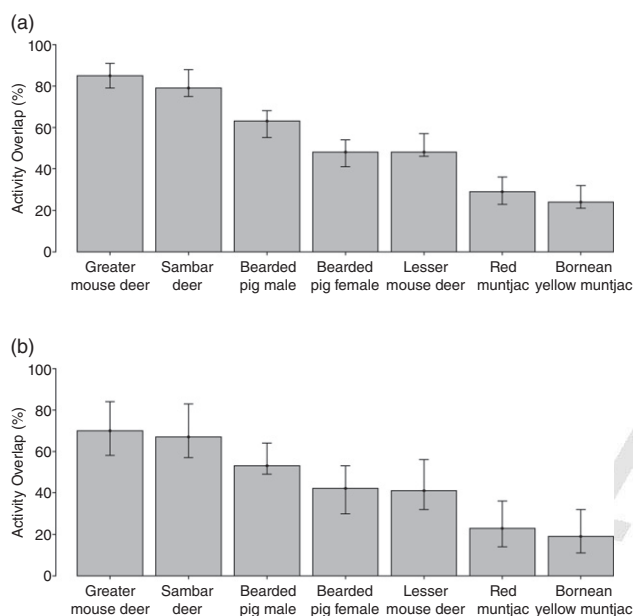 (a)
100
80
60
40
20
0
Activity Overlap (%)
Greater Sambar Bearded Bearded Lesser Red Bornean
mouse deer deer pig male pig female mouse deer muntjac yellow muntjac
(b)
100
80
60
40
20
0
Activity Overlap (%)
Greater Sambar Bearded Bearded Lesser Red Bornean
mouse deer deer pig male pig female mouse deer muntjac yellow muntjac